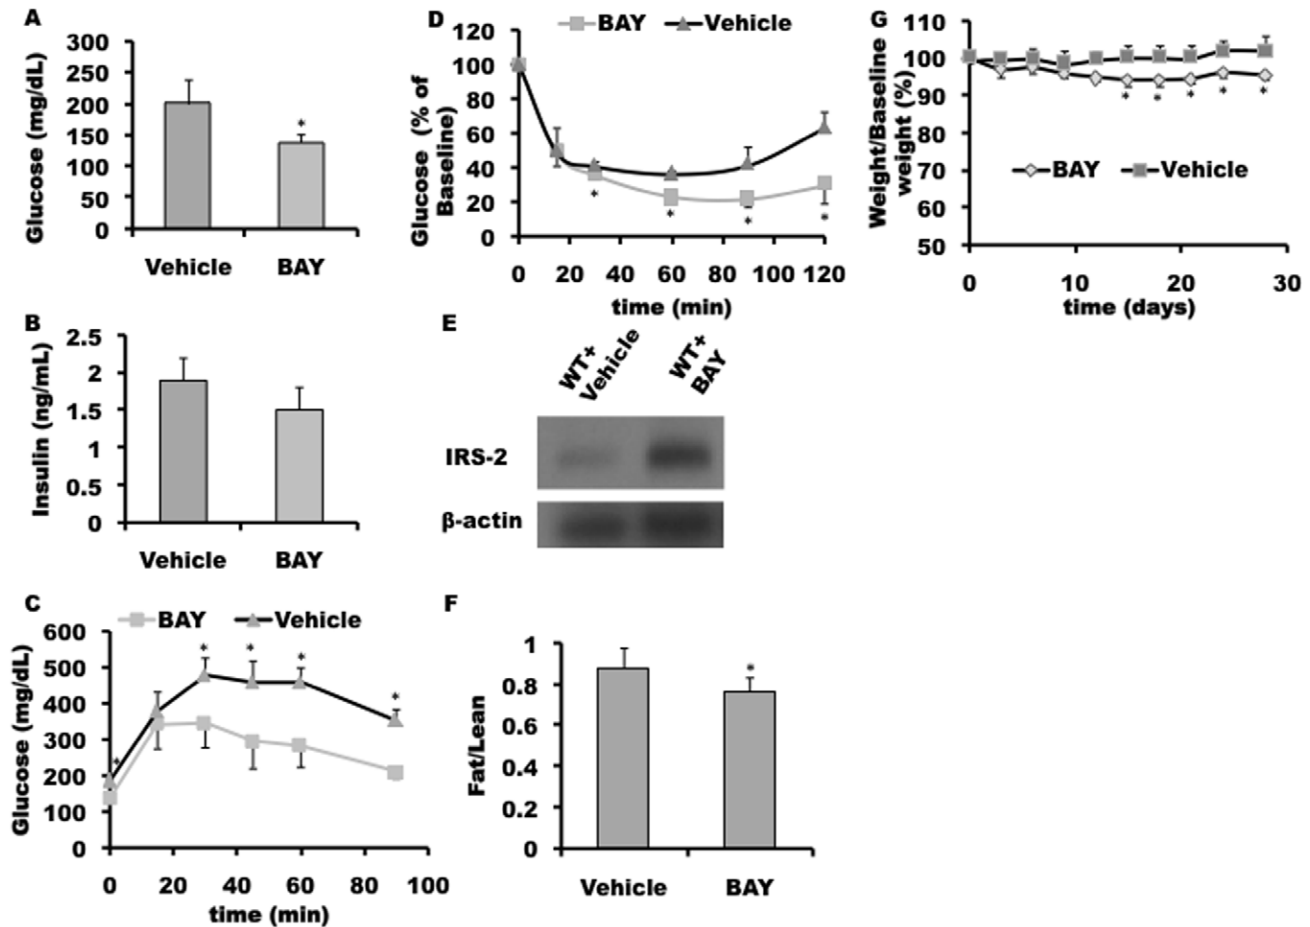 A
Glucose (mg/dL)
300
250
200
150
100
50
0
*
Vehicle
BAY
B
Insulin (ng/mL)
2.5
2
1.5
1
0.5
0
Vehicle
BAY
C
BAY
Vehicle
Glucose (mg/dL)
600
500
400
300
200
100
0
* * * * *
0 20 40 60 80 100
time (min)
D
BAY
Vehicle
Glucose (% of
Baseline)
120
100
80
60
40
20
0
* * * *
0 20 40 60 80 100 120
time (min)
E
WT+
Vehicle
WT+
BAY
IRS-2
β-actin
F
Fat/Lean
1
0.8
0.6
0.4
0.2
0
*
Vehicle
BAY
G
Weight/Baseline
weight (%)
110
100
90
80
70
60
50
* * * * *
BAY
Vehicle
0 10 20 30
time (days)